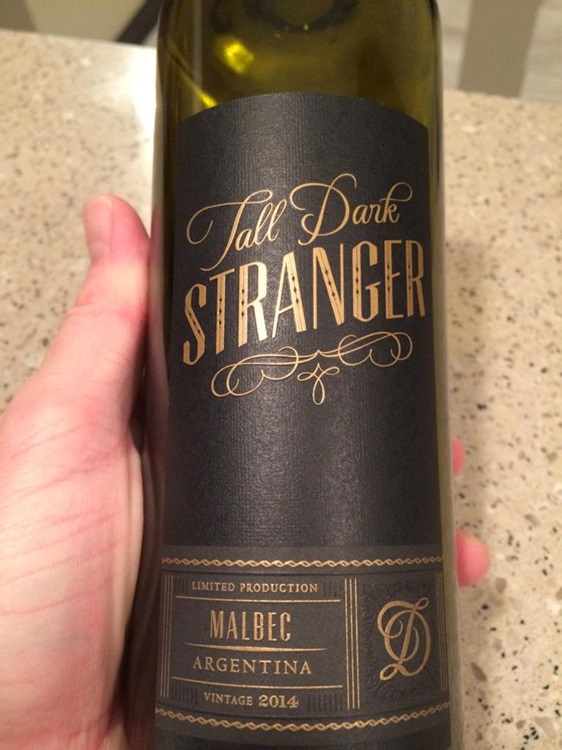 Tall Dark
STRANGER
LIMITED PRODUCTION
MALBEC
ARGENTINA
VINTAGE 2014
D